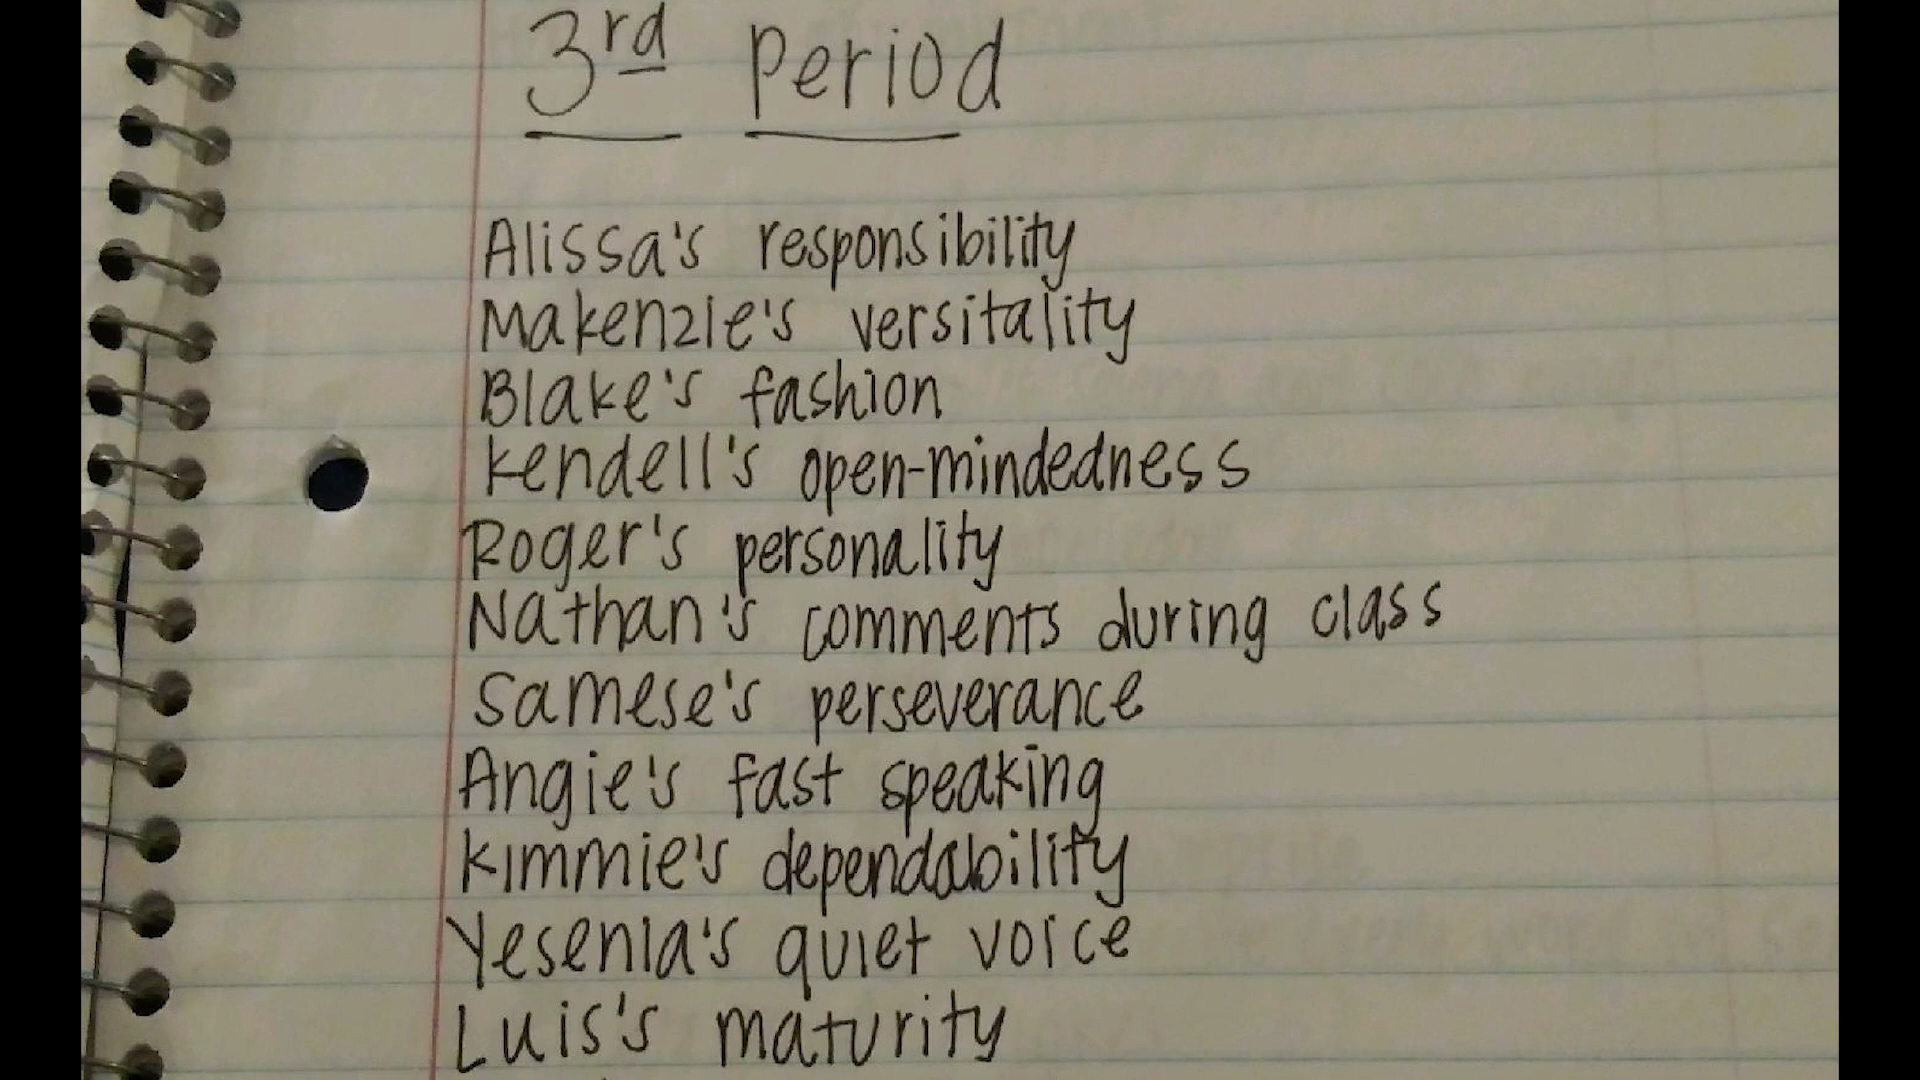 3rd Period
Alissa's responsibility
Makenzie's versitality
Blake's fashion
Kendell's open-mindedness
Roger's personality
Nathan's comments during class
Samese's perseverance
Angie's fast speaking
Kimmie's dependability
Yesenia's quiet voice
Luis's maturity